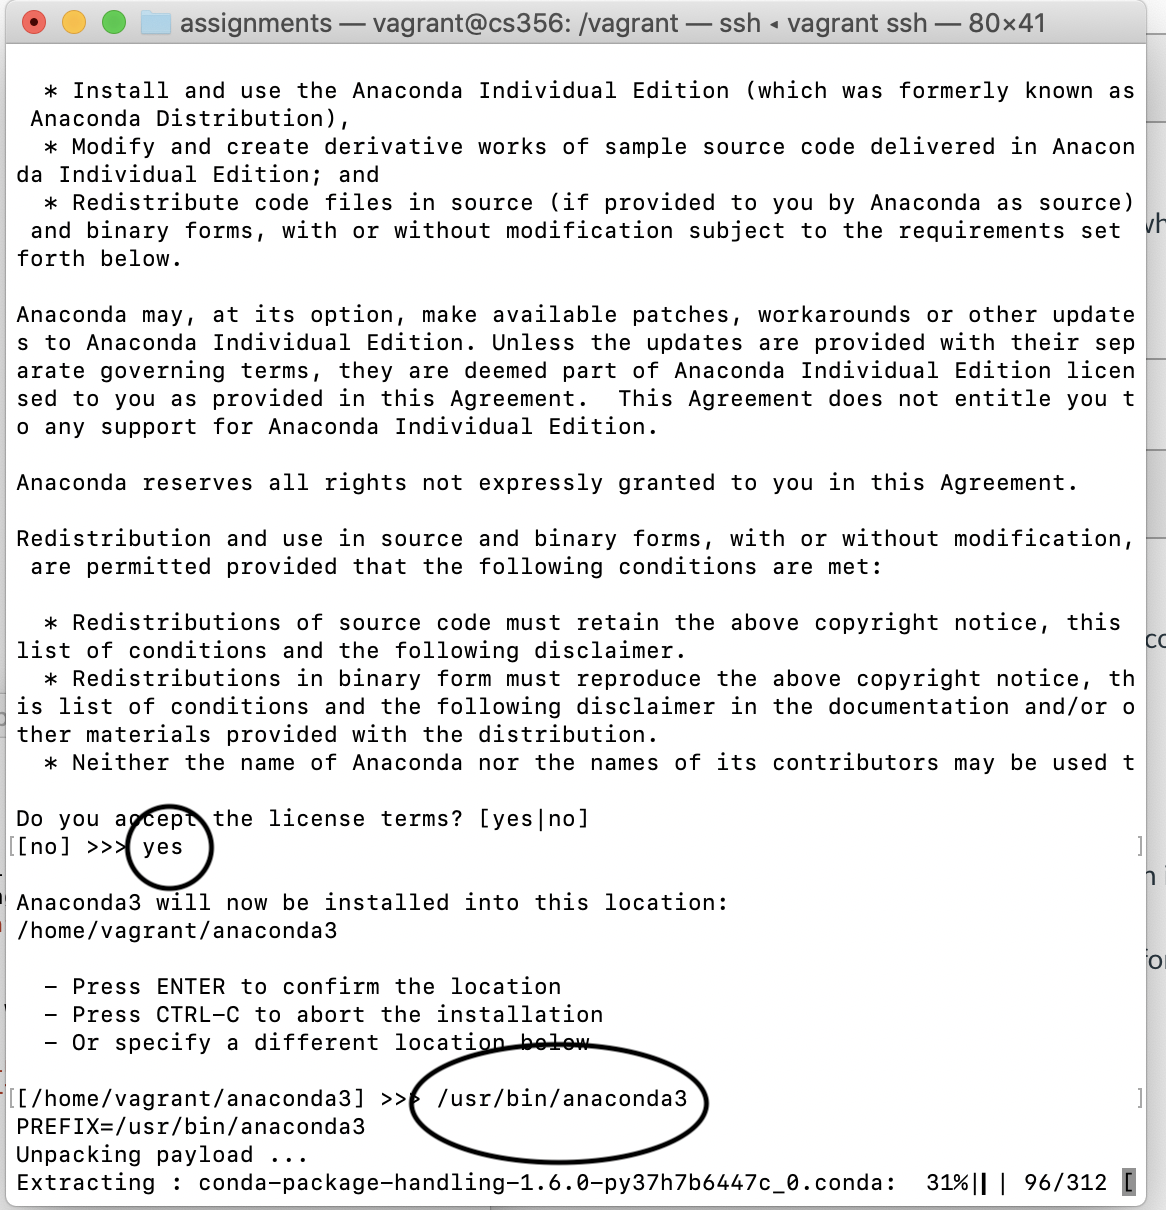 assignments — vagrant@cs356: /vagrant — ssh ◂ vagrant ssh — 80×41
* Install and use the Anaconda Individual Edition (which was formerly known as
Anaconda Distribution),
* Modify and create derivative works of sample source code delivered in Anacon
da Individual Edition; and
* Redistribute code files in source (if provided to you by Anaconda as source)
and binary forms, with or without modification subject to the requirements set
forth below.
Anaconda may, at its option, make available patches, workarounds or other update
s to Anaconda Individual Edition. Unless the updates are provided with their sep
arate governing terms, they are deemed part of Anaconda Individual Edition licen
sed to you as provided in this Agreement.  This Agreement does not entitle you t
o any support for Anaconda Individual Edition.
Anaconda reserves all rights not expressly granted to you in this Agreement.
Redistribution and use in source and binary forms, with or without modification,
are permitted provided that the following conditions are met:
* Redistributions of source code must retain the above copyright notice, this
list of conditions and the following disclaimer.
* Redistributions in binary form must reproduce the above copyright notice, th
is list of conditions and the following disclaimer in the documentation and/or o
ther materials provided with the distribution.
* Neither the name of Anaconda nor the names of its contributors may be used t
Do you accept the license terms? [yes|no]
[[no] >>> yes ]
Anaconda3 will now be installed into this location:
/home/vagrant/anaconda3
– Press ENTER to confirm the location
– Press CTRL–C to abort the installation
– Or specify a different location below
[[/home/vagrant/anaconda3] >>> /usr/bin/anaconda3 ]
PREFIX=/usr/bin/anaconda3
Unpacking payload ...
Extracting : conda-package-handling-1.6.0-py37h7b6447c_0.conda:  31%|▎ | 96/312 [